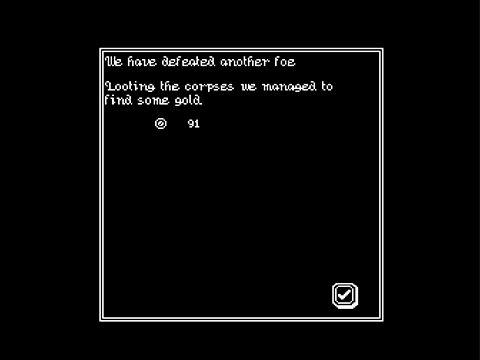 We have defeated another foe
Looting the corpses we managed to
find some gold.
91